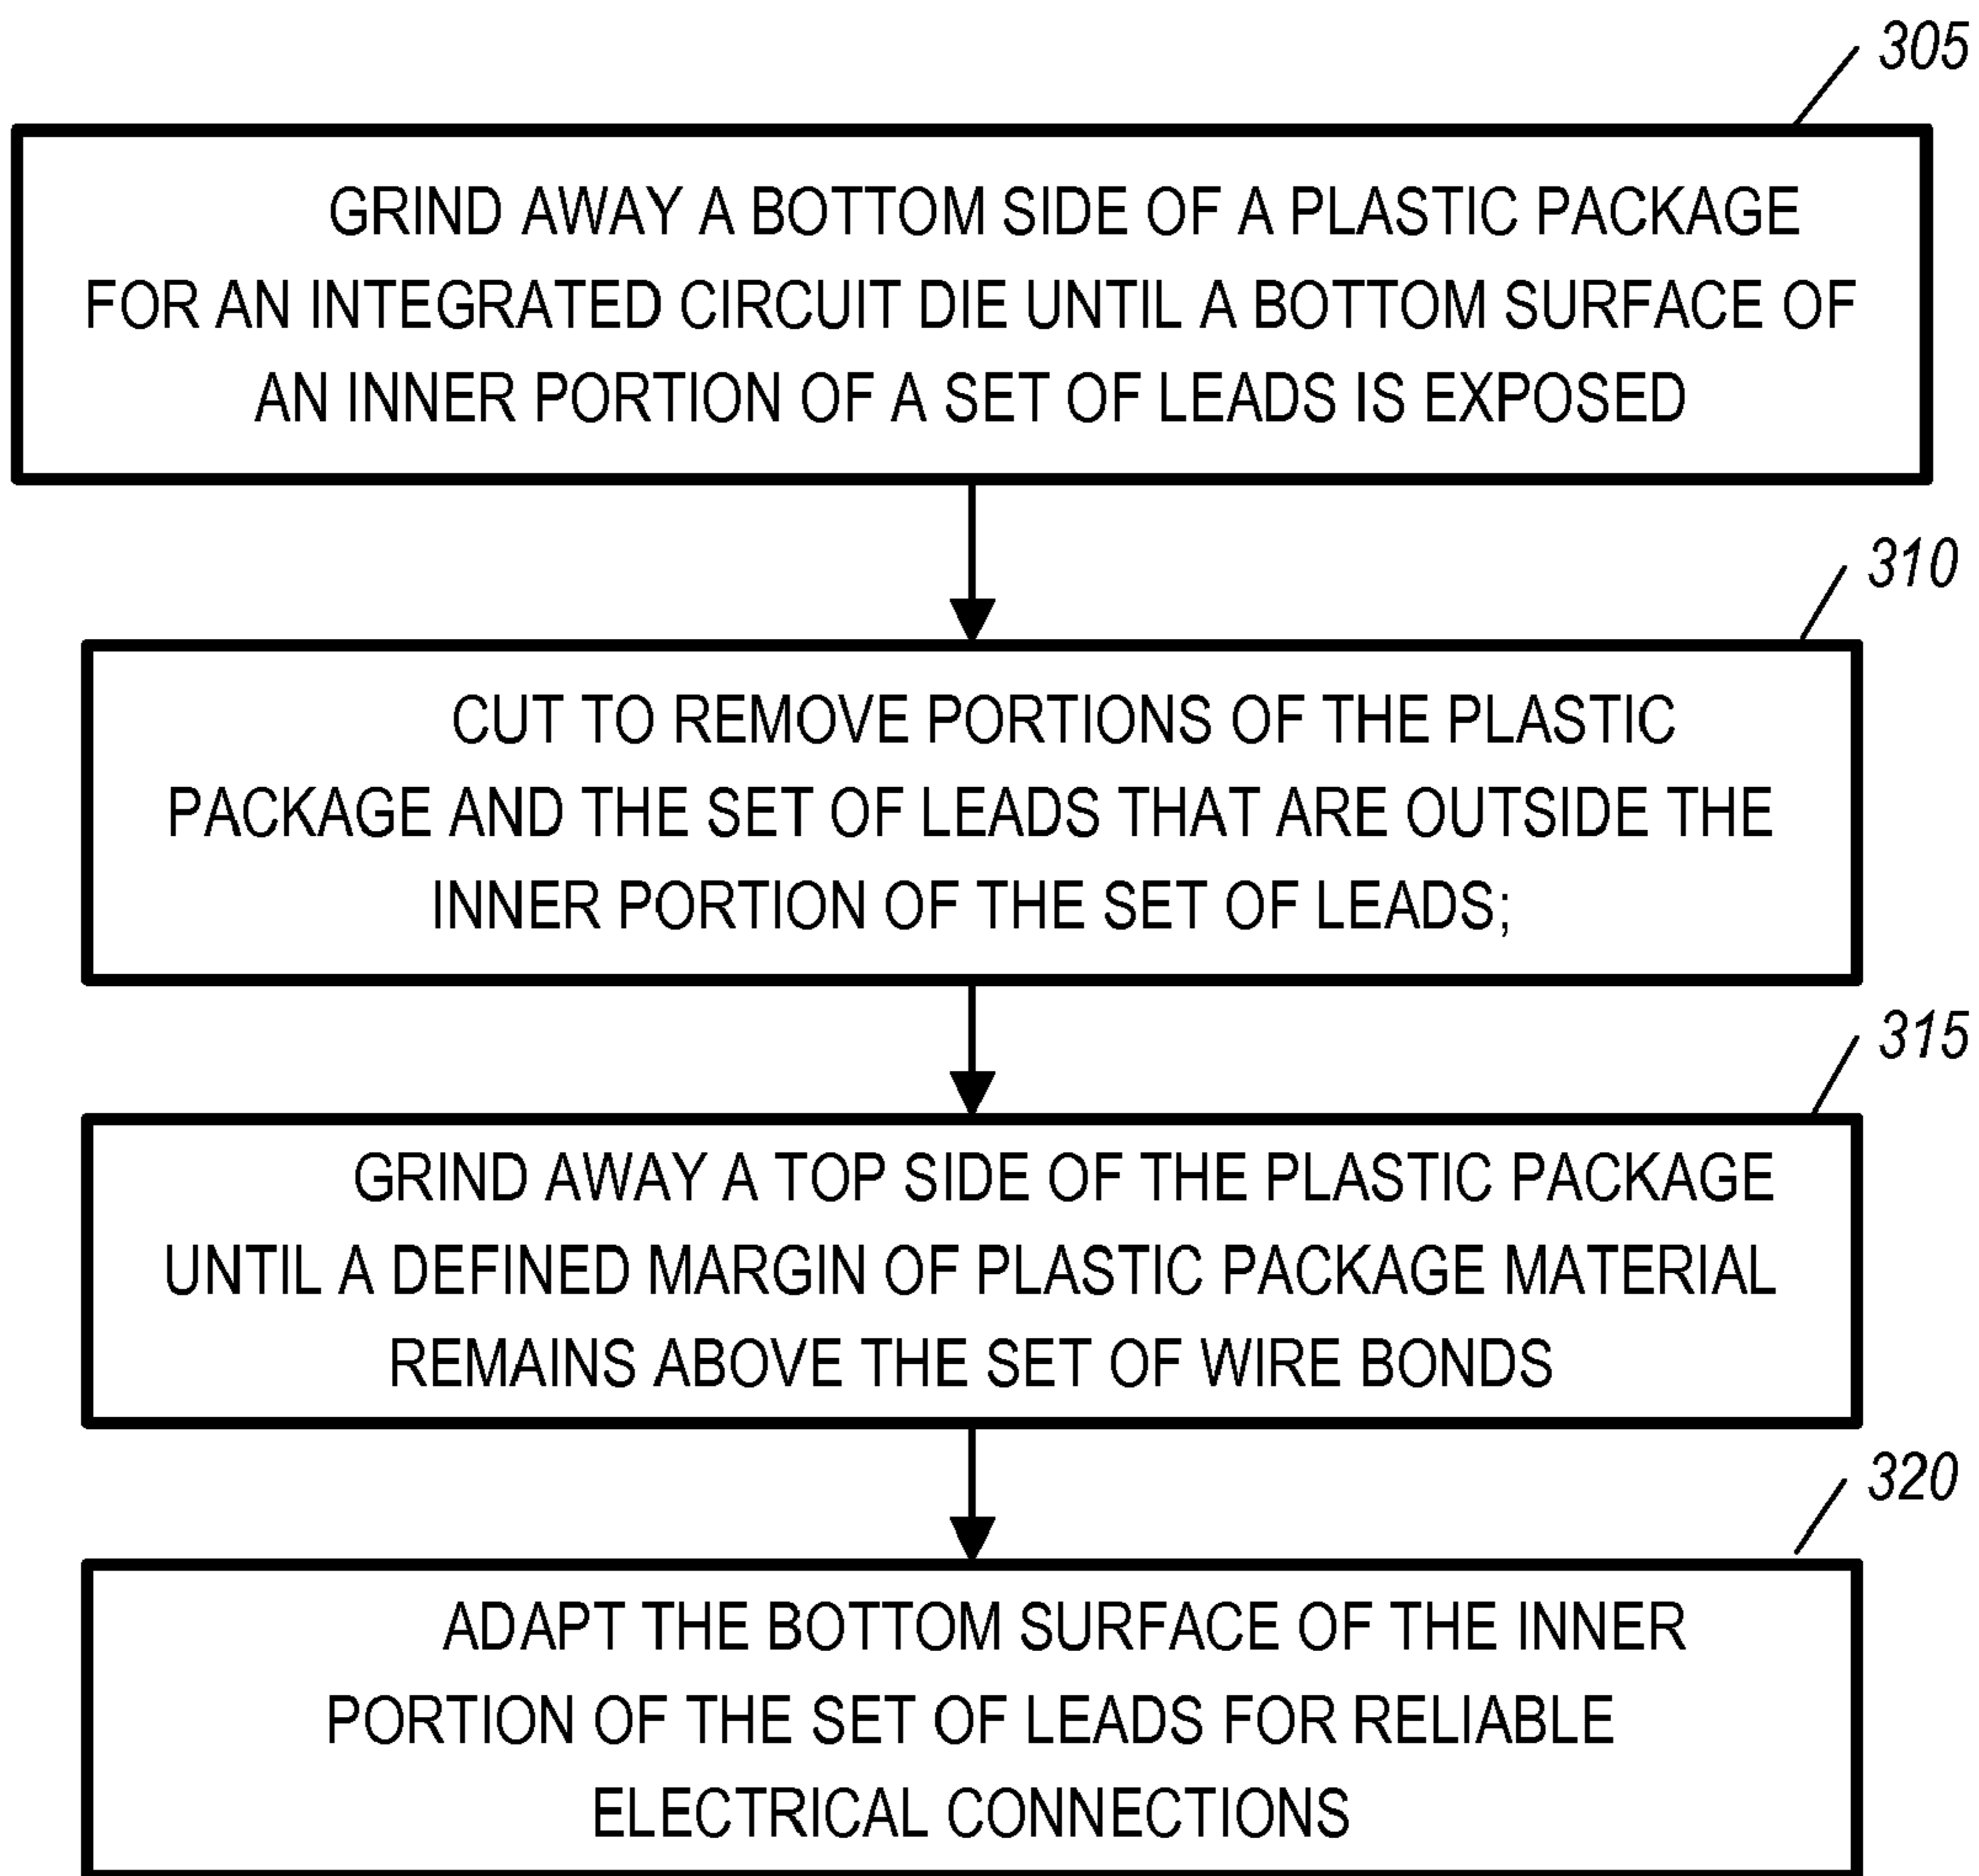 305
GRIND AWAY A BOTTOM SIDE OF A PLASTIC PACKAGE
FOR AN INTEGRATED CIRCUIT DIE UNTIL A BOTTOM SURFACE OF
AN INNER PORTION OF A SET OF LEADS IS EXPOSED
310
CUT TO REMOVE PORTIONS OF THE PLASTIC
PACKAGE AND THE SET OF LEADS THAT ARE OUTSIDE THE
INNER PORTION OF THE SET OF LEADS;
315
GRIND AWAY A TOP SIDE OF THE PLASTIC PACKAGE
UNTIL A DEFINED MARGIN OF PLASTIC PACKAGE MATERIAL
REMAINS ABOVE THE SET OF WIRE BONDS
320
ADAPT THE BOTTOM SURFACE OF THE INNER
PORTION OF THE SET OF LEADS FOR RELIABLE
ELECTRICAL CONNECTIONS